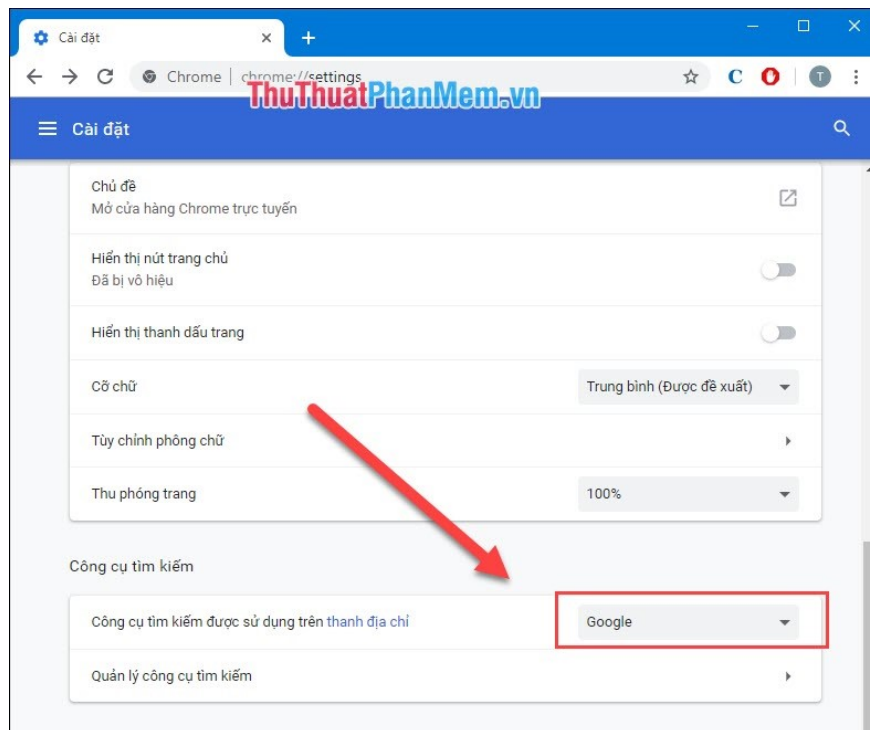 Cài đặt
Chrome | chrome://settings
C
T
ThuThuatPhanMem.vn
Cài đặt
Chủ đề
Mở cửa hàng Chrome trực tuyến
Hiển thị nút trang chủ
Đã bị vô hiệu
Hiển thị thanh dấu trang
Cỡ chữ
Trung bình (Được đề xuất)
Tùy chỉnh phông chữ
Thu phóng trang
100%
Công cụ tìm kiếm
Công cụ tìm kiếm được sử dụng trên thanh địa chỉ
Google
Quản lý công cụ tìm kiếm